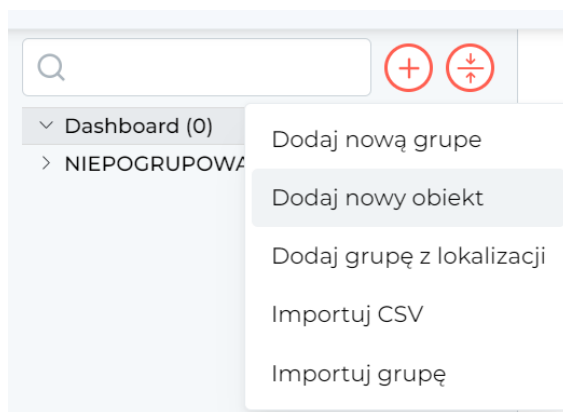 Dashboard (0)
NIEPOGRUPOWA
Dodaj nową grupe
Dodaj nowy obiekt
Dodaj grupę z lokalizacji
Importuj CSV
Importuj grupę